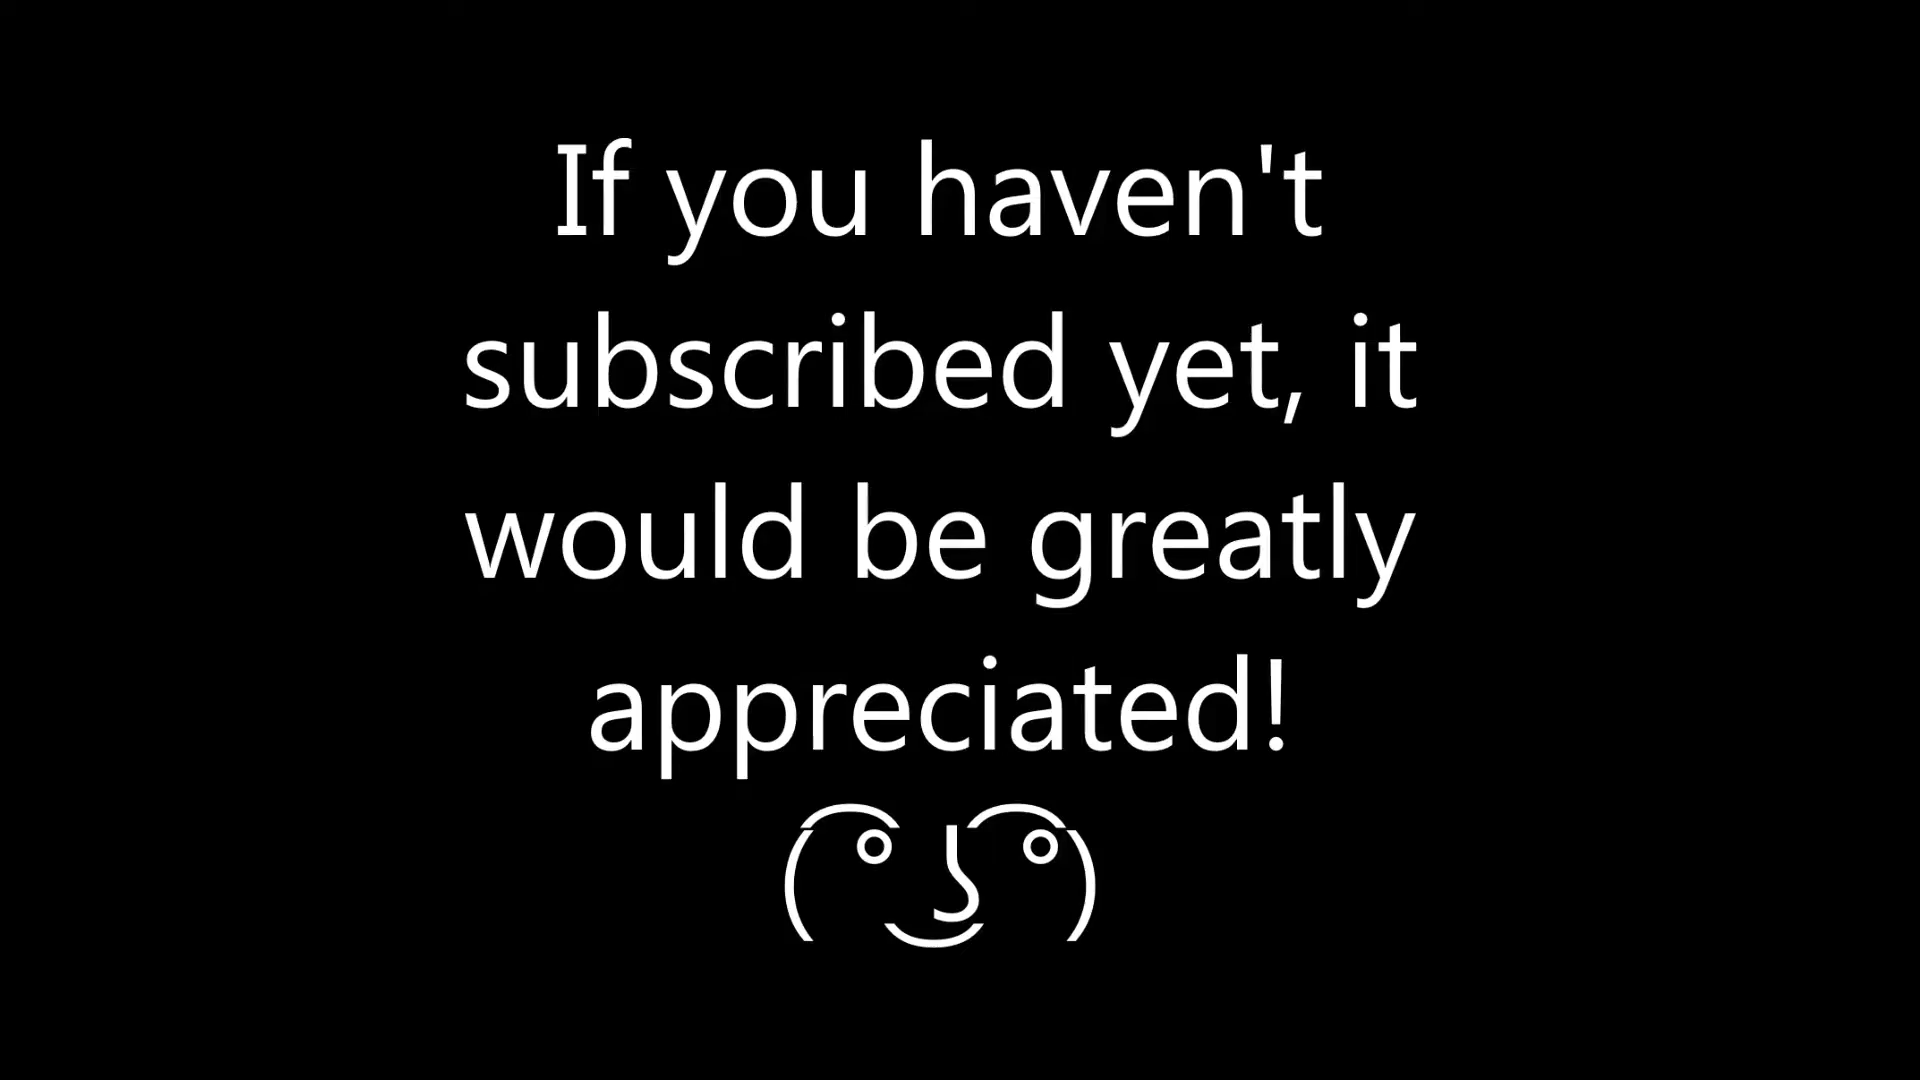 If you haven't
subscribed yet, it
would be greatly
appreciated!
( ͡° ͜ʖ ͡°)